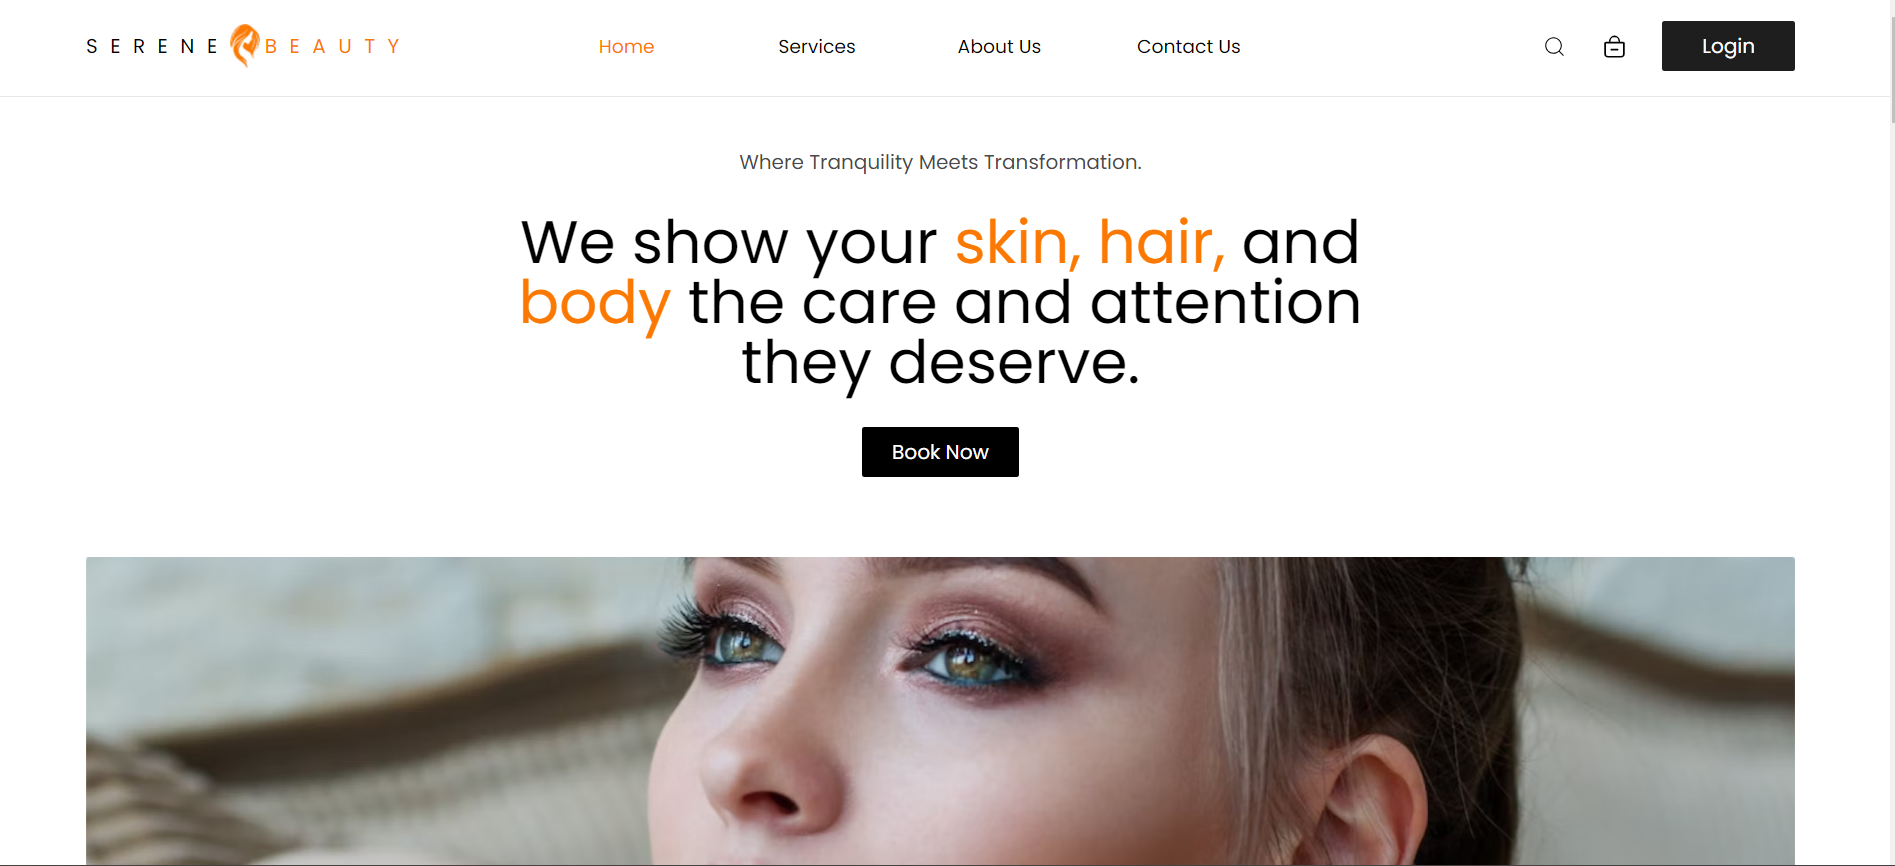 SERENE BEAUTY Home Services About Us Contact Us Login
Where Tranquility Meets Transformation.
We show your skin, hair, and
body the care and attention
they deserve.
Book Now